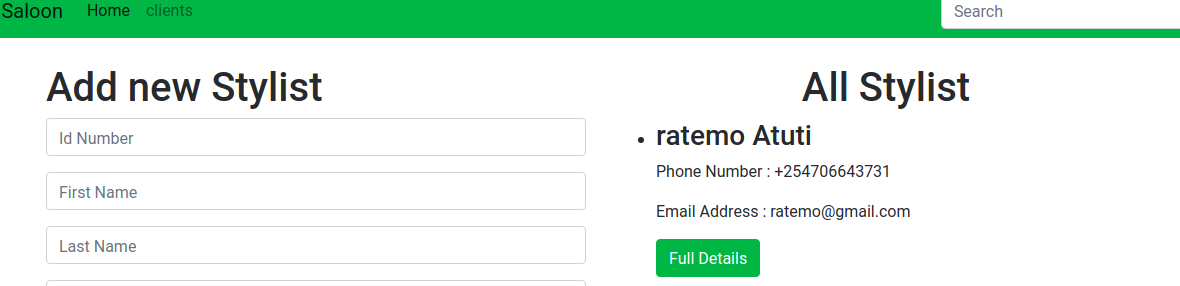 Saloon Home clients Search
Add new Stylist
Id Number
First Name
Last Name
All Stylist
ratemo Atuti
Phone Number : +254706643731
Email Address : ratemo@gmail.com
Full Details